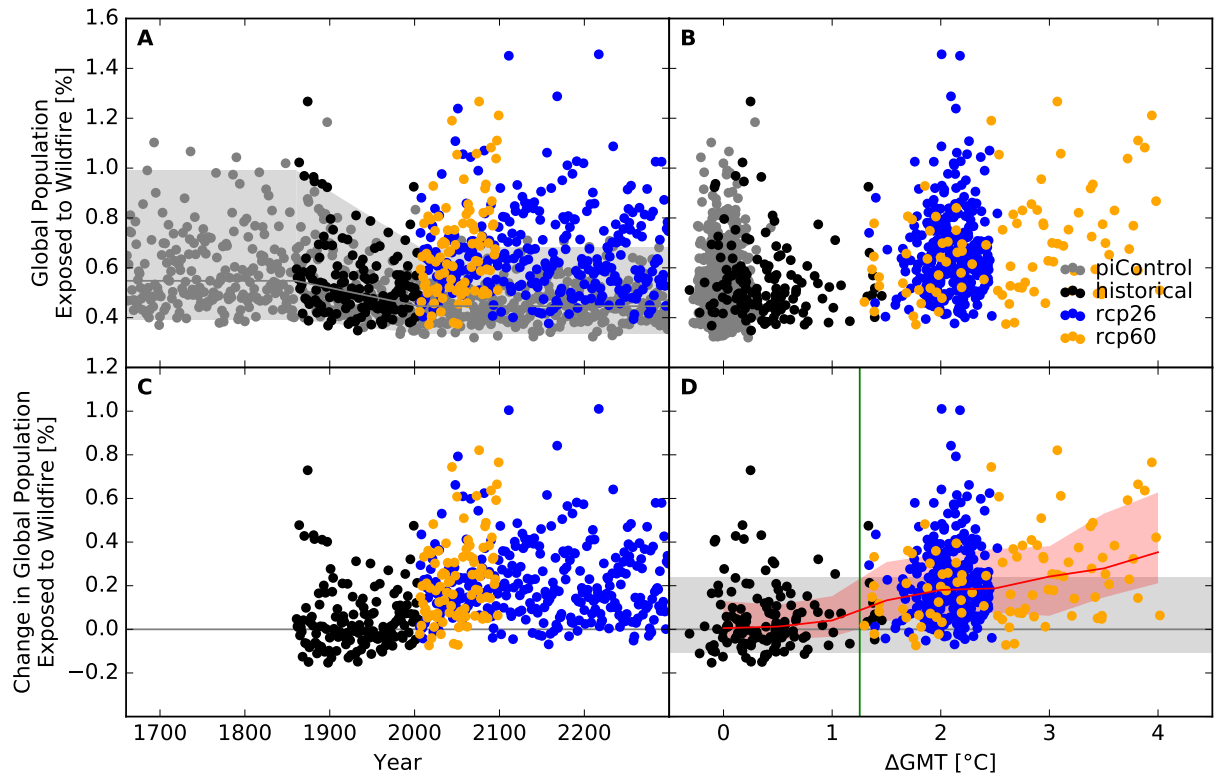 A
B
1.6
1.4
1.2
1.0
0.8
0.6
0.4
1.2
Global Population
Exposed to Wildfire [%]
piControl
historical
rcp26
rcp60
C
D
1.0
0.8
0.6
0.4
0.2
0.0
−0.2
Change in Global Population
Exposed to Wildfire [%]
1700 1800 1900 2000 2100 2200
0 1 2 3 4
Year
ΔGMT [°C]